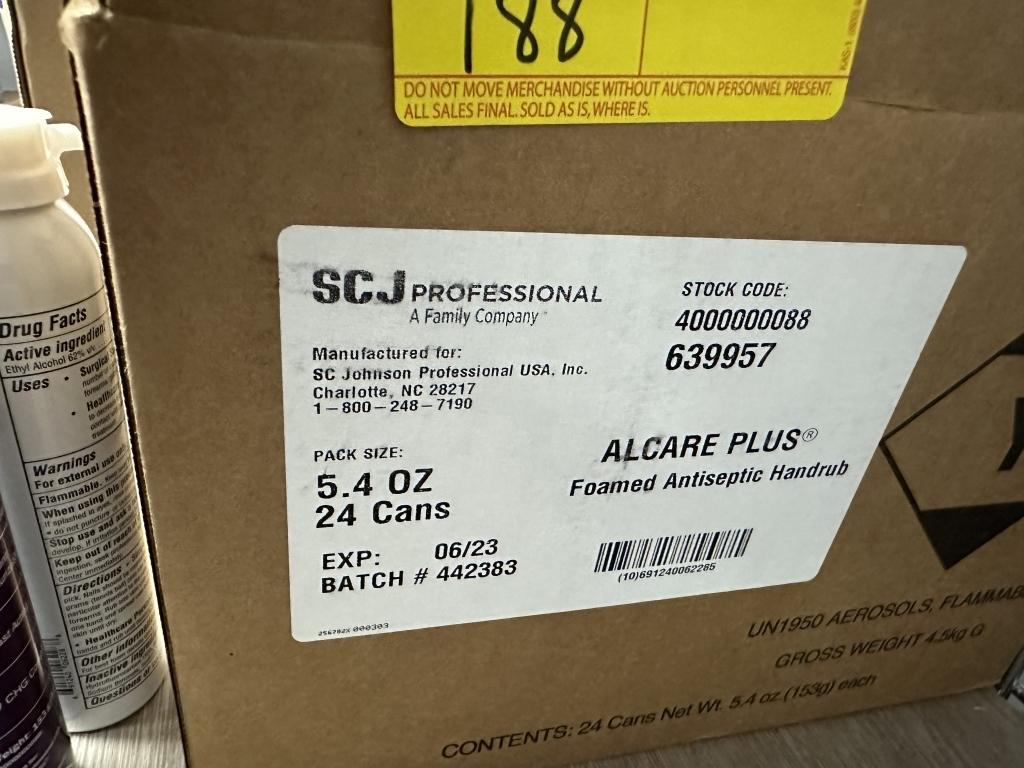 188
DO NOT MOVE MERCHANDISE WITHOUT AUCTION PERSONNEL PRESENT.
ALL SALES FINAL. SOLD AS IS, WHERE IS.
SCJ PROFESSIONAL
A Family Company
Manufactured for:
SC Johnson Professional USA, Inc.
Charlotte, NC 28217
1-800-248-7190
STOCK CODE:
4000000088
639957
PACK SIZE:
5.4 OZ
24 Cans
ALCARE PLUS®
Foamed Antiseptic Handrub
EXP: 06/23
BATCH # 442383
(10)691240062285
UN1950 AEROSOLS, FLAMMAB
GROSS WEIGHT 4.5kg G
CONTENTS: 24 Cans Net Wt. 5.4 oz. (153g) each
Drug Facts
Active ingredien
Ethyl Alcohol 62% v/v
Uses • Surgical
Warnings
For external use
Flammable.
When using this
Stop use and
Keep out of
Directions
Other informa
Inactive
Questions